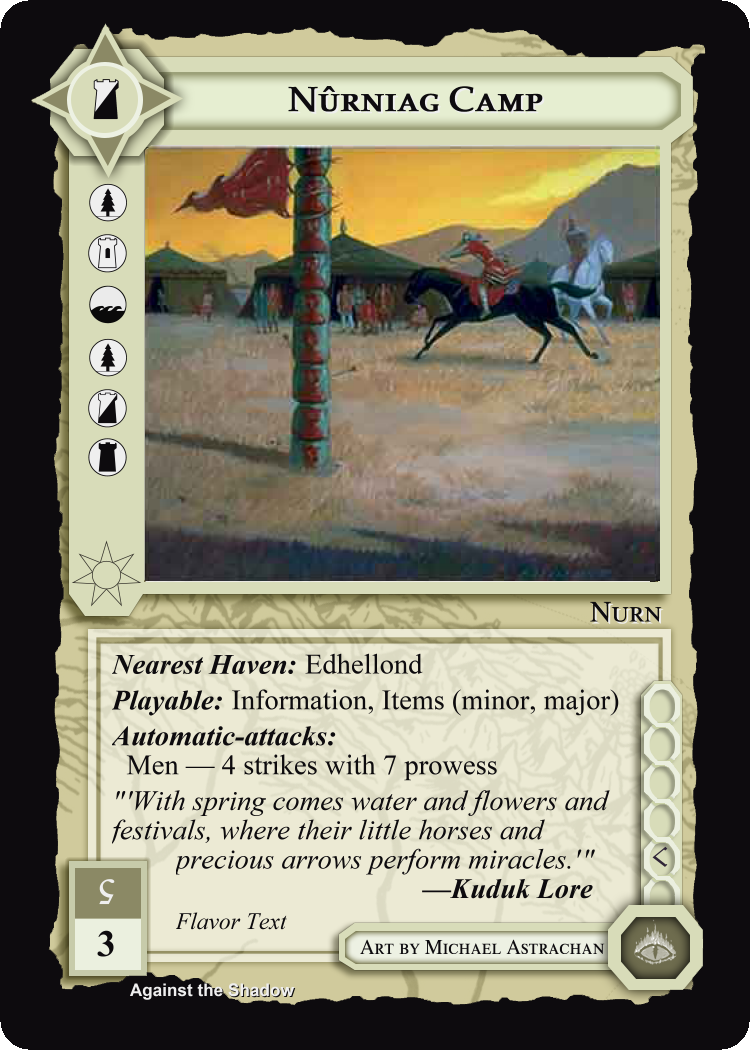 Nûrniag Camp
Nurn
Nearest Haven: Edhellond
Playable: Information, Items (minor, major)
Automatic-attacks:
Men — 4 strikes with 7 prowess
"'With spring comes water and flowers and
festivals, where their little horses and
precious arrows perform miracles.'"
—Kuduk Lore
Flavor Text
3
Art by Michael Astrachan
Against the Shadow